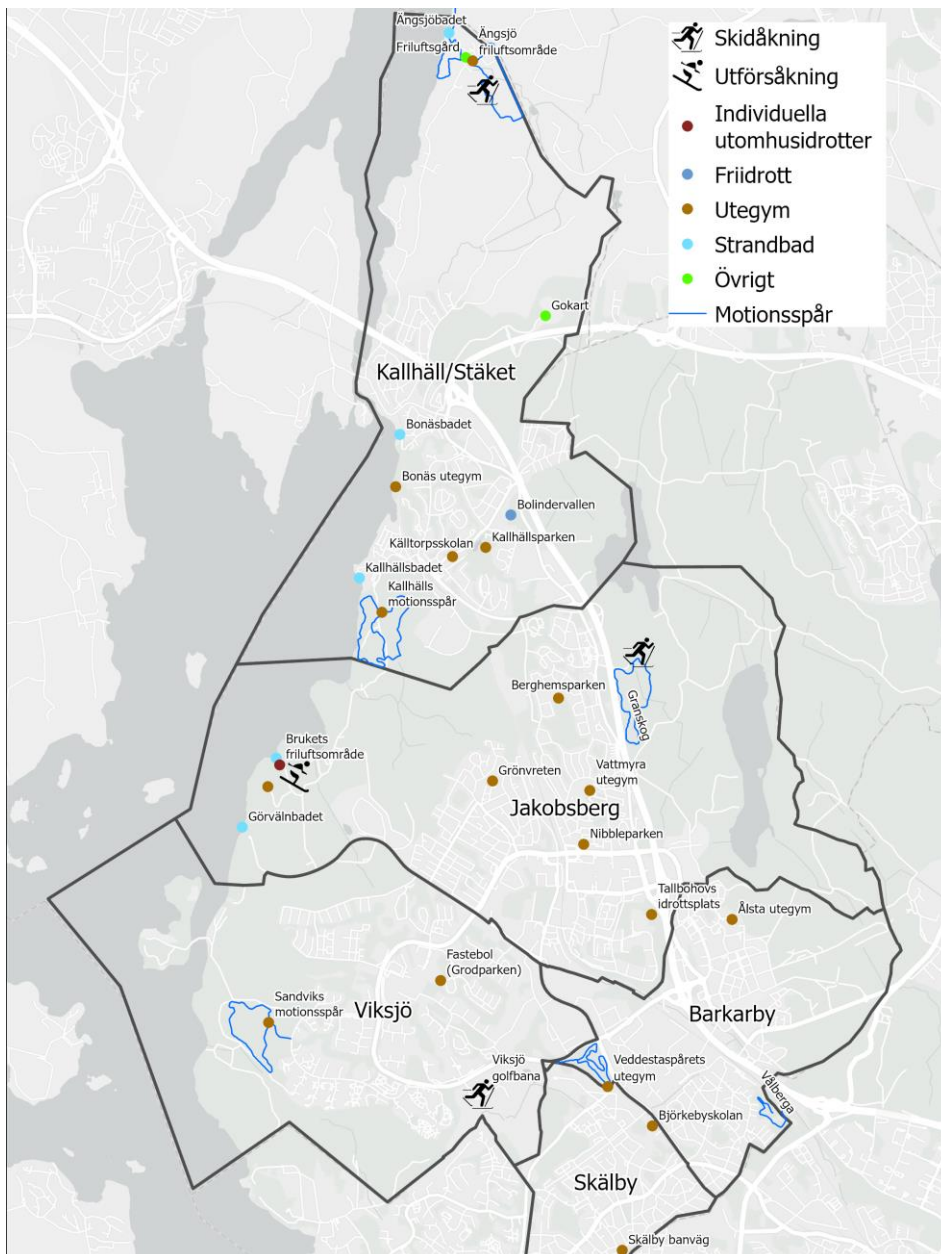 Ängsjöbadet
Friluftsgård
Ängsjö
friluftsområde
Skidåkning
Utförsåkning
Individuella
utomhusidrotter
Friidrott
Utegym
Strandbad
Övrigt
Motionsspår
Gokart
Kallhäll/Stäket
Bonäsbadet
Bonäs utegym
Bolindervallen
Källtorpsskolan
Kallhällsparken
Kallhällsbadet
Kallhälls
motionsspår
Berghemsparken
Granskog
Brukets
friluftsområde
Grönvreten
Vattmyra
utegym
Jakobsberg
Görvälnbadet
Nibbleparken
Tallbohovs
idrottsplats
Ålsta utegym
Fastebol
(Grodparken)
Sandviks
motionsspår
Viksjö
Barkarby
Viksjö
golfbana
Veddestaspårets
utegym
Vålberga
Björkebyskolan
Skälby
Skälby banväg